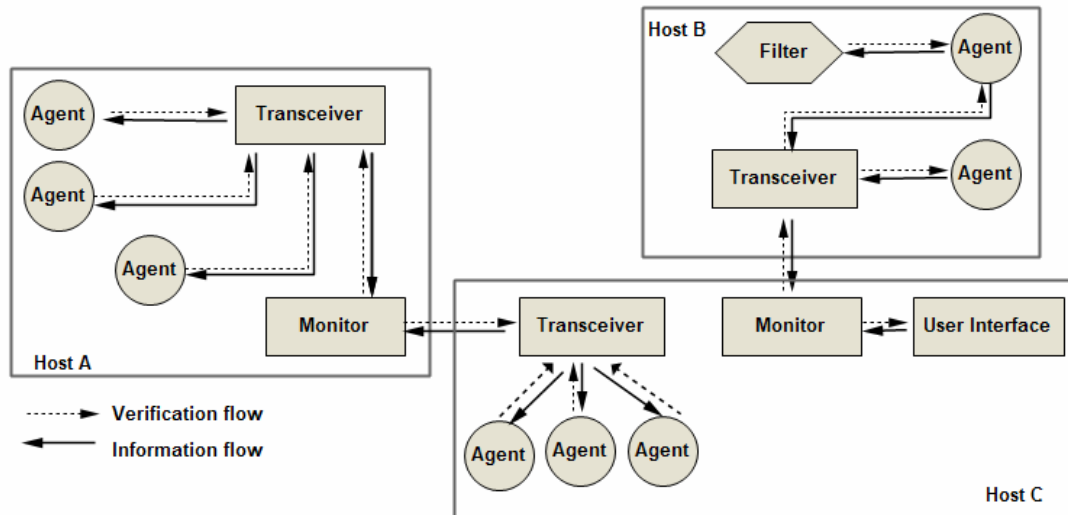 Host B
Filter
Agent
Transceiver
Agent
Host A
Agent
Transceiver
Agent
Agent
Monitor
Transceiver
Monitor
User Interface
Agent
Agent
Agent
Host C
Verification flow
Information flow